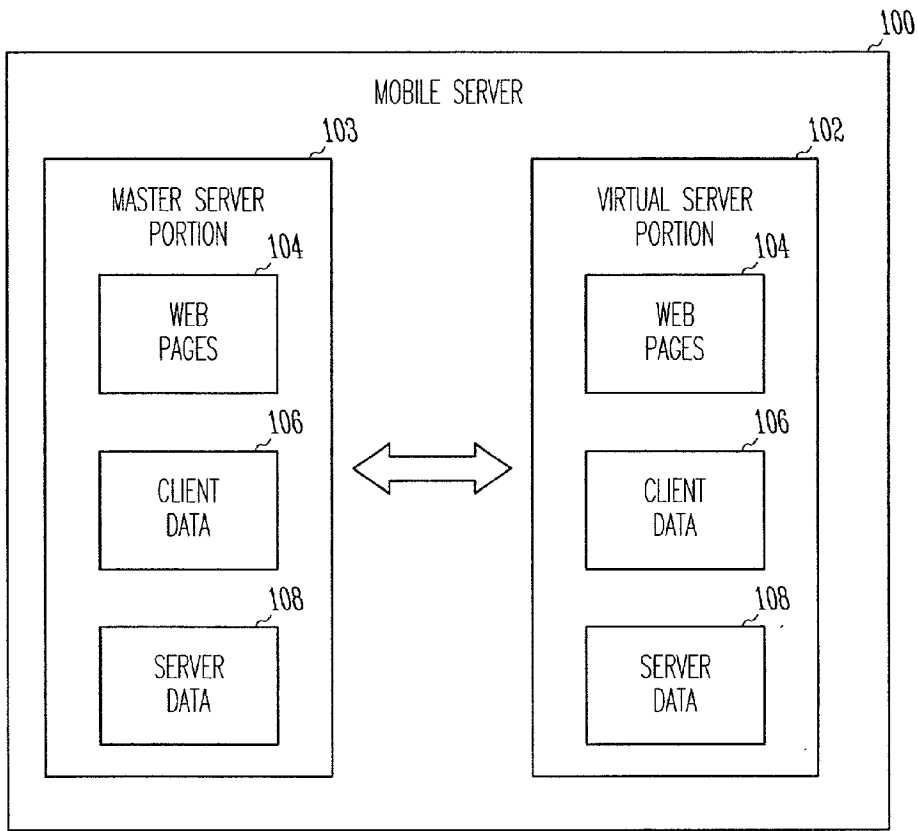 100
MOBILE SERVER
103
MASTER SERVER
PORTION
104
WEB
PAGES
106
CLIENT
DATA
108
SERVER
DATA
102
VIRTUAL SERVER
PORTION
104
WEB
PAGES
106
CLIENT
DATA
108
SERVER
DATA